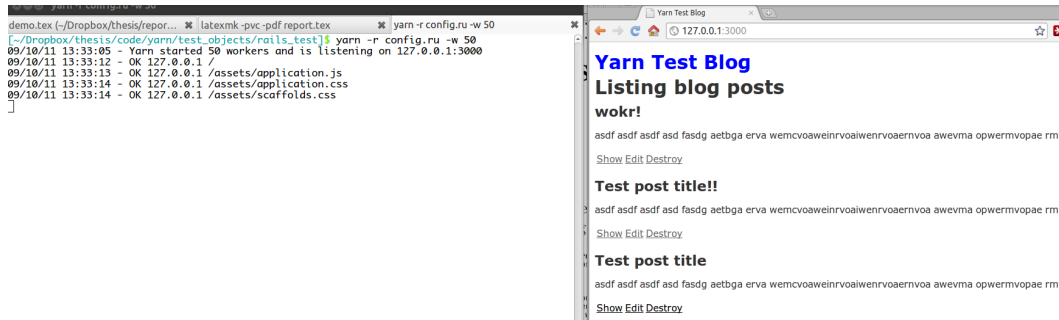 yarn -r config.ru -w 50
demo.tex (~/Dropbox/thesis/repor... ✖ latexmk -pvc -pdf report.tex ✖ yarn -r config.ru -w 50 ✖
[~/Dropbox/thesis/code/yarn/test_objects/rails_test]$ yarn -r config.ru -w 50
09/10/11 13:33:05 - Yarn started 50 workers and is listening on 127.0.0.1:3000
09/10/11 13:33:12 - OK 127.0.0.1 /
09/10/11 13:33:13 - OK 127.0.0.1 /assets/application.js
09/10/11 13:33:14 - OK 127.0.0.1 /assets/application.css
09/10/11 13:33:14 - OK 127.0.0.1 /assets/scaffolds.css
Yarn Test Blog
127.0.0.1:3000
Yarn Test Blog
Listing blog posts
wokr!
asdf asdf asdf asd fasdg aetbga erva wemcvoaweinrvoaiwenrvoaernvoa awevma opwermvopae rm
Show Edit Destroy
Test post title!!
asdf asdf asdf asd fasdg aetbga erva wemcvoaweinrvoaiwenrvoaernvoa awevma opwermvopae rm
Show Edit Destroy
Test post title
asdf asdf asdf asd fasdg aetbga erva wemcvoaweinrvoaiwenrvoaernvoa awevma opwermvopae rm
Show Edit Destroy